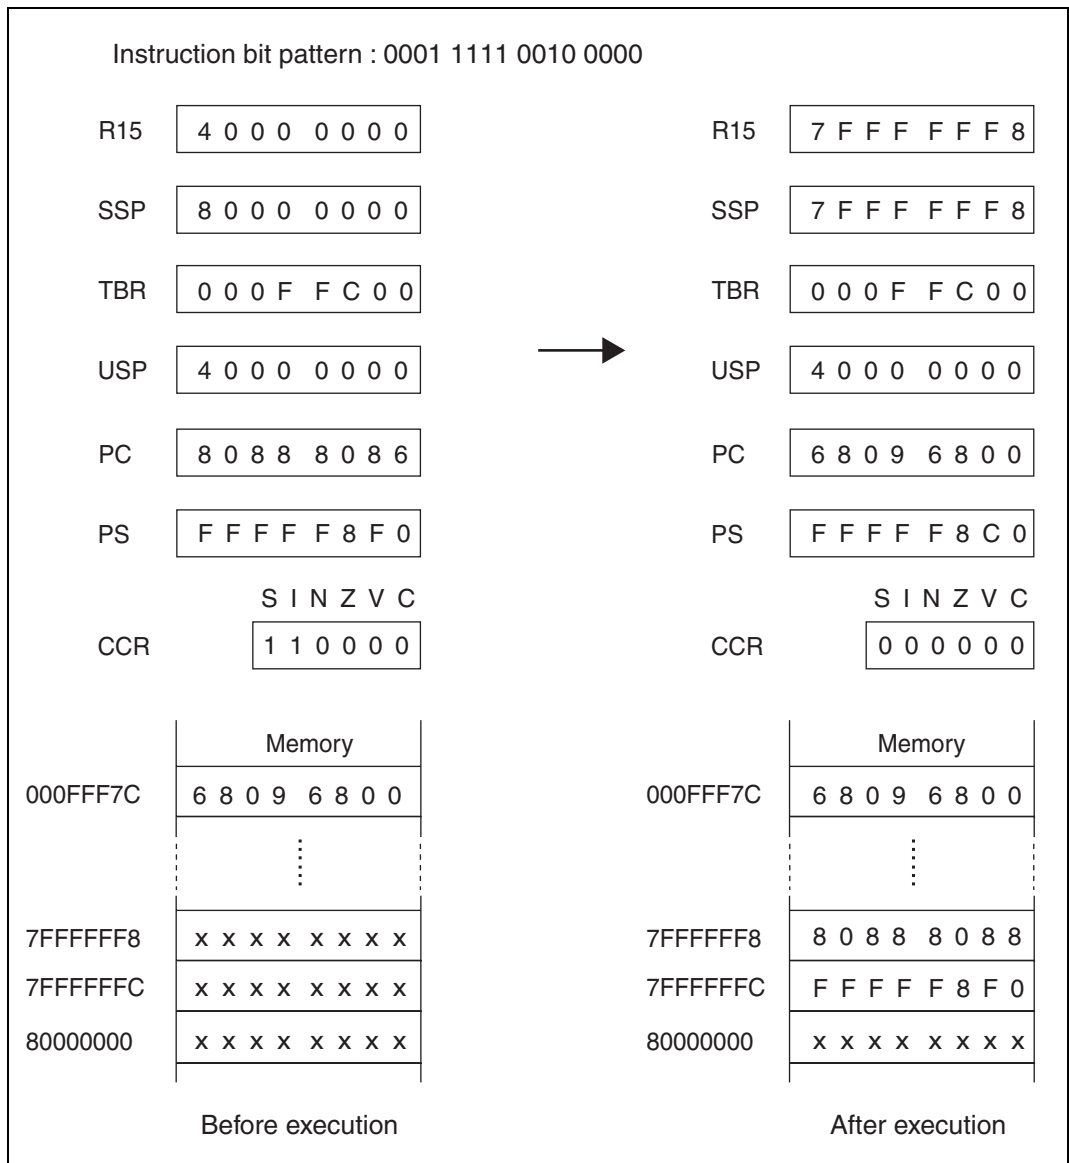 Instruction bit pattern : 0001 1111 0010 0000
R15 4 0 0 0 0 0 0 0 R15 7 F F F F F F 8
SSP 8 0 0 0 0 0 0 0 SSP 7 F F F F F F 8
TBR 0 0 0 F F C 0 0 TBR 0 0 0 F F C 0 0
USP 4 0 0 0 0 0 0 0 USP 4 0 0 0 0 0 0 0
PC 8 0 8 8 8 0 8 6 PC 6 8 0 9 6 8 0 0
PS F F F F F 8 F 0 PS F F F F F 8 C 0
S I N Z V C S I N Z V C
CCR 1 1 0 0 0 0 CCR 0 0 0 0 0 0
Memory Memory
000FFF7C 6 8 0 9 6 8 0 0 000FFF7C 6 8 0 9 6 8 0 0
7FFFFFF8 x x x x x x x x 7FFFFFF8 8 0 8 8 8 0 8 8
7FFFFFFC x x x x x x x x 7FFFFFFC F F F F F 8 F 0
80000000 x x x x x x x x 80000000 x x x x x x x x
Before execution After execution